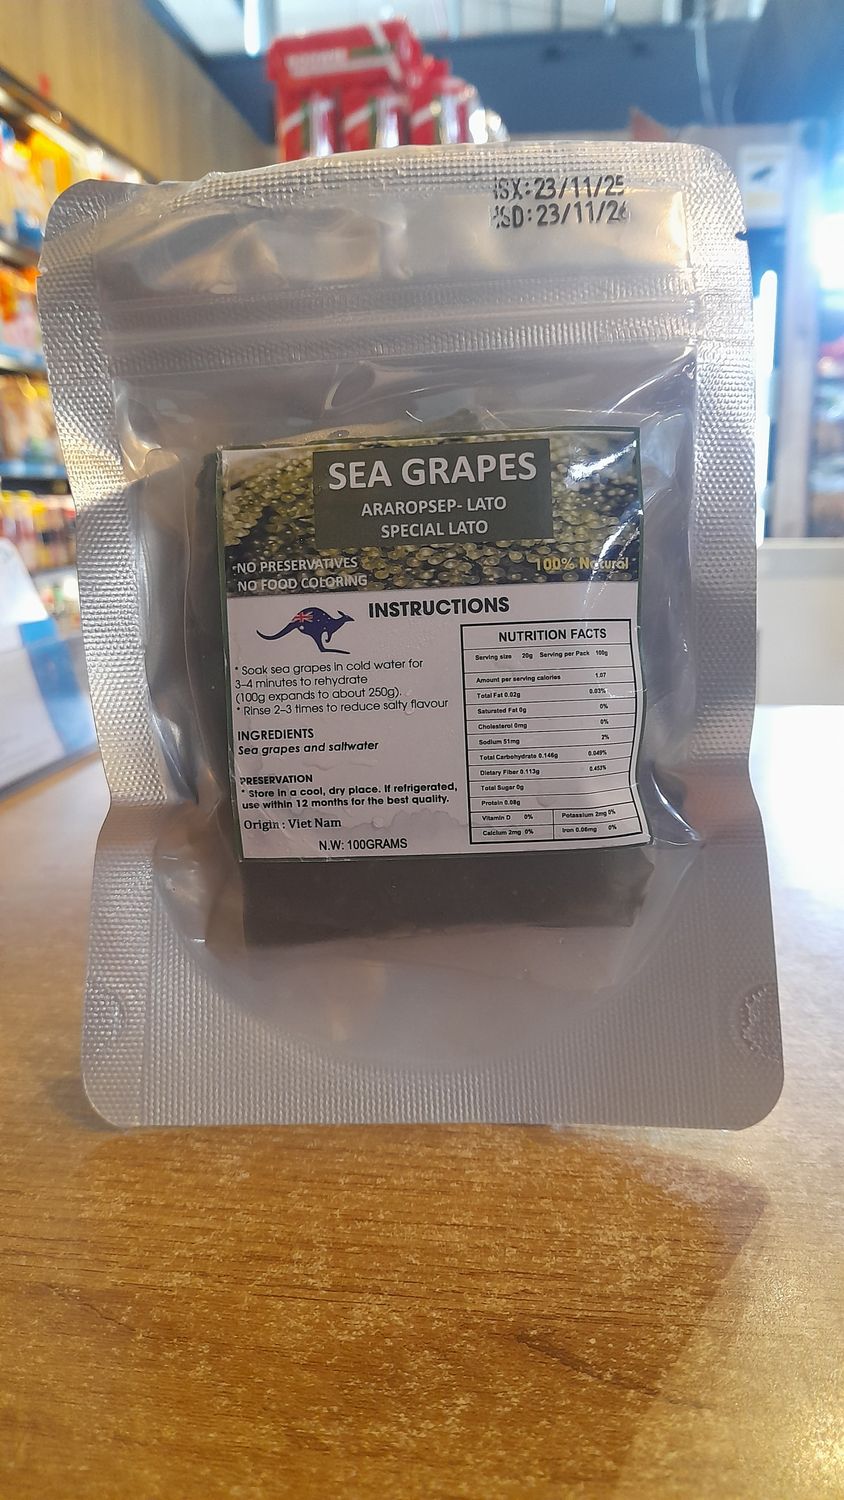 SX:23/11/25
SD:23/11/26
SEA GRAPES
ARAROPSEP- LATO
SPECIAL LATO
NO PRESERVATIVES
NO FOOD COLORING
100% Natural
INSTRUCTIONS
* Soak sea grapes in cold water for
3–4 minutes to rehydrate
(100g expands to about 250g).
* Rinse 2–3 times to reduce salty flavour
INGREDIENTS
Sea grapes and saltwater
PRESERVATION
* Store in a cool, dry place. If refrigerated,
use within 12 months for the best quality.
Origin : Viet Nam
N.W: 100GRAMS
NUTRITION FACTS
Serving size 20g Serving per Pack 100g
Amount per serving calories 1,07
Total Fat 0.02g 0.03%
Saturated Fat 0g 0%
Cholesterol 0mg 0%
Sodium 51mg 2%
Total Carbohydrate 0.146g 0.049%
Dietary Fiber 0.113g 0.453%
Total Sugar 0g
Protein 0.08g
Vitamin D 0% Potassium 2mg 0%
Calcium 2mg 0% Iron 0.06mg 0%